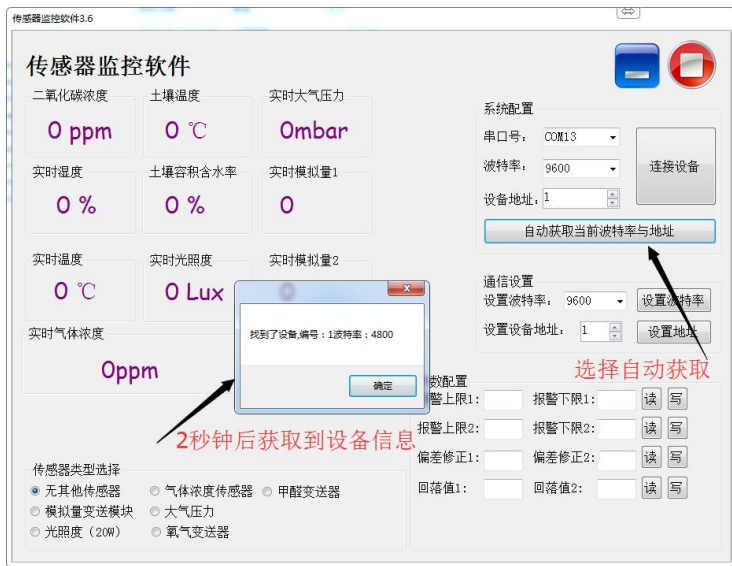 传感器监控软件3.6
传感器监控软件
二氧化碳浓度
0 ppm
土壤温度
0 ℃
实时大气压力
0mbar
实时湿度
0 %
土壤容积含水率
0 %
实时模拟量1
0
实时温度
0 ℃
实时光照度
0 Lux
实时模拟量2
0
实时气体浓度
0ppm
系统配置
串口号: COM13
波特率: 9600
设备地址: 1
连接设备
自动获取当前波特率与地址
通信设置
设置波特率: 9600 设置波特率
设置设备地址: 1 设置地址
选择自动获取
找到了设备,编号:1波特率:4800
确定
2秒钟后获取到设备信息
数配置
警上限1: 报警下限1: 读 写
报警上限2: 报警下限2: 读 写
偏差修正1: 偏差修正2: 读 写
回落值1: 回落值2: 读 写
传感器类型选择
无其他传感器 气体浓度传感器 甲醛变送器
模拟量变送模块 大气压力
光照度(20W) 氧气变送器